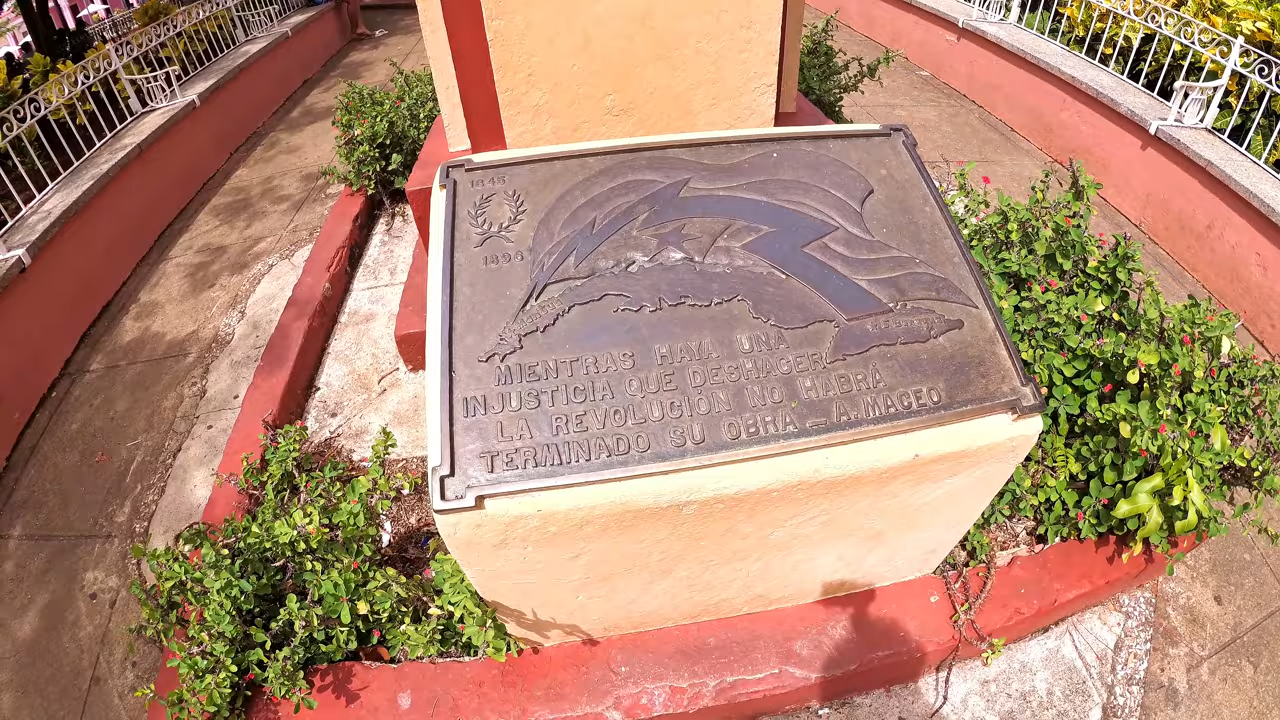 1845
1896
MIENTRAS HAYA UNA
INJUSTICIA QUE DESHACER
LA REVOLUCIÓN NO HABRÁ
TERMINADO SU OBRA — A. MACEO